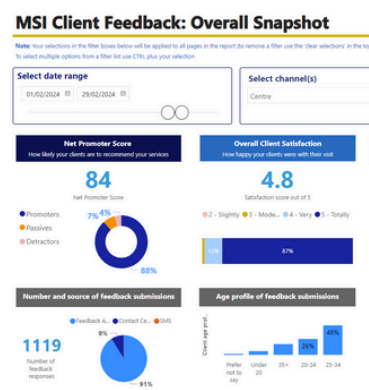 MSI Client Feedback: Overall Snapshot
Note: Your selections in the filter boxes below will be applied to all pages in the report (to remove a filter use the 'clear selections' in the to
To select multiple options from a filter list use CTRL plus your selection
Select date range
01/02/2024 29/02/2024
Select channel(s)
Centre
Net Promoter Score
How likely your clients are to recommend your services
84
Net Promoter Score
Promoters
Passives
Detractors
7% 4%
88%
Overall Client Satisfaction
How happy your clients were with their visit
4.8
Satisfaction score out of 5
2 - Slightly 3 - Mode... 4 - Very 5 - Totally
87%
Number and source of feedback submissions
Feedback A... Contact Ce... SMS
1119
Number of
feedback
responses
9%
91%
Age profile of feedback submissions
Client age prof...
26%
Prefer not to say
Under 20
35+
20-24
25-34